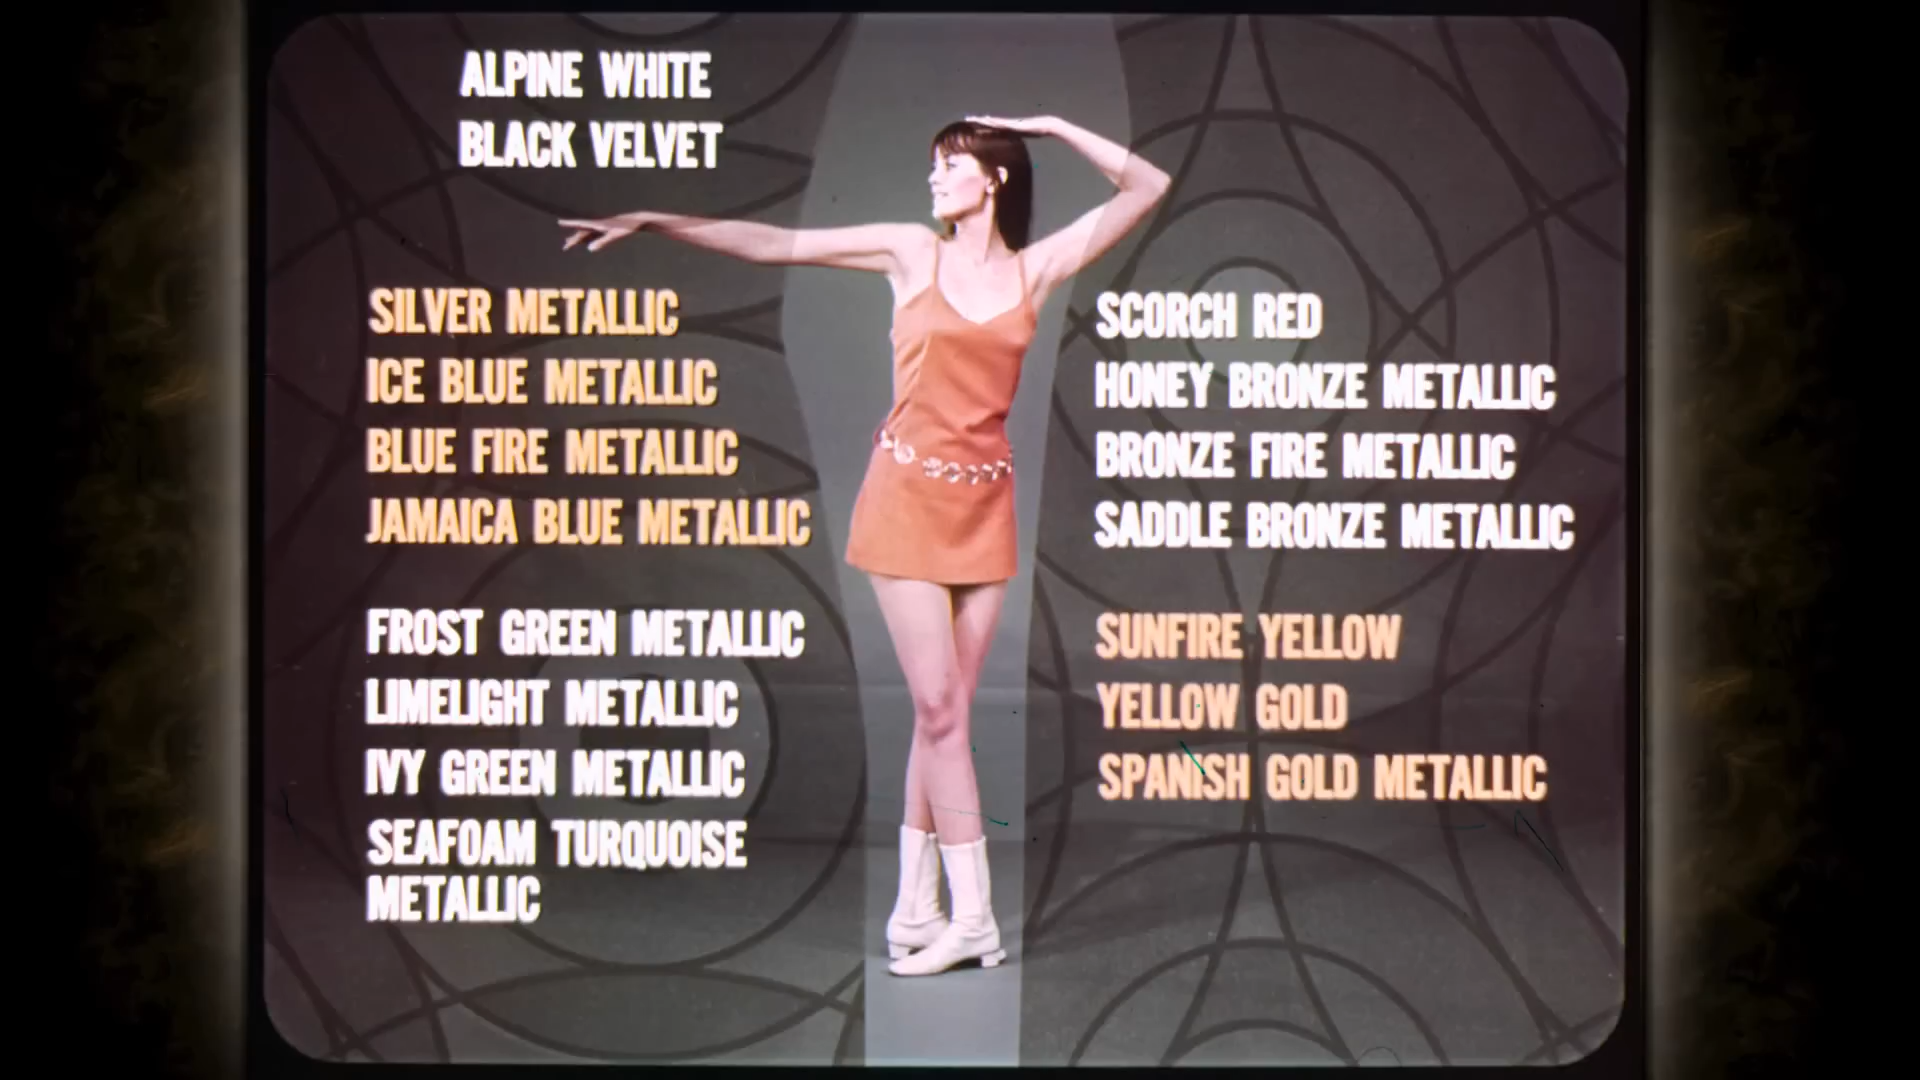 ALPINE WHITE
BLACK VELVET
SILVER METALLIC
ICE BLUE METALLIC
BLUE FIRE METALLIC
JAMAICA BLUE METALLIC
FROST GREEN METALLIC
LIMELIGHT METALLIC
IVY GREEN METALLIC
SEAFOAM TURQUOISE
METALLIC
SCORCH RED
HONEY BRONZE METALLIC
BRONZE FIRE METALLIC
SADDLE BRONZE METALLIC
SUNFIRE YELLOW
YELLOW GOLD
SPANISH GOLD METALLIC